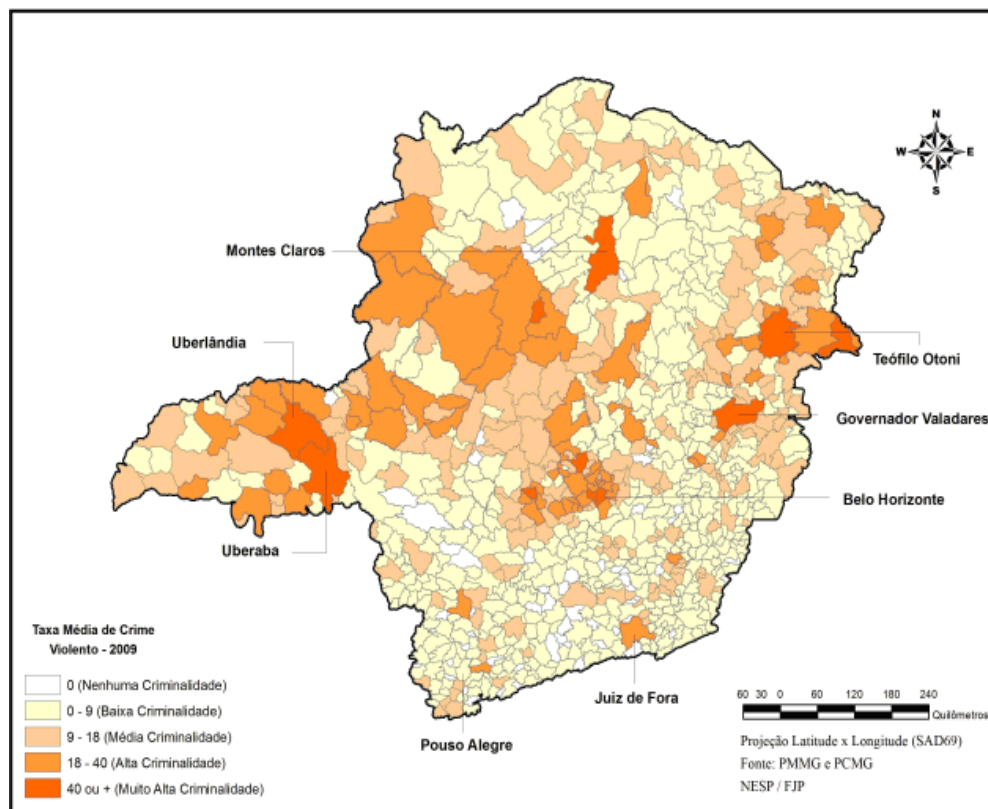 N
W E
S
Montes Claros
Uberlândia
Teófilo Otoni
Governador Valadares
Belo Horizonte
Uberaba
Juiz de Fora
Pouso Alegre
Taxa Média de Crime
Violento - 2009
0 (Nenhuma Criminalidade)
0 - 9 (Baixa Criminalidade)
9 - 18 (Média Criminalidade)
18 - 40 (Alta Criminalidade)
40 ou + (Muito Alta Criminalidade)
60 30 0 60 120 180 240
Quilômetros
Projeção Latitude x Longitude (SAD69)
Fonte: PMMG e PCMG
NESP / FJP